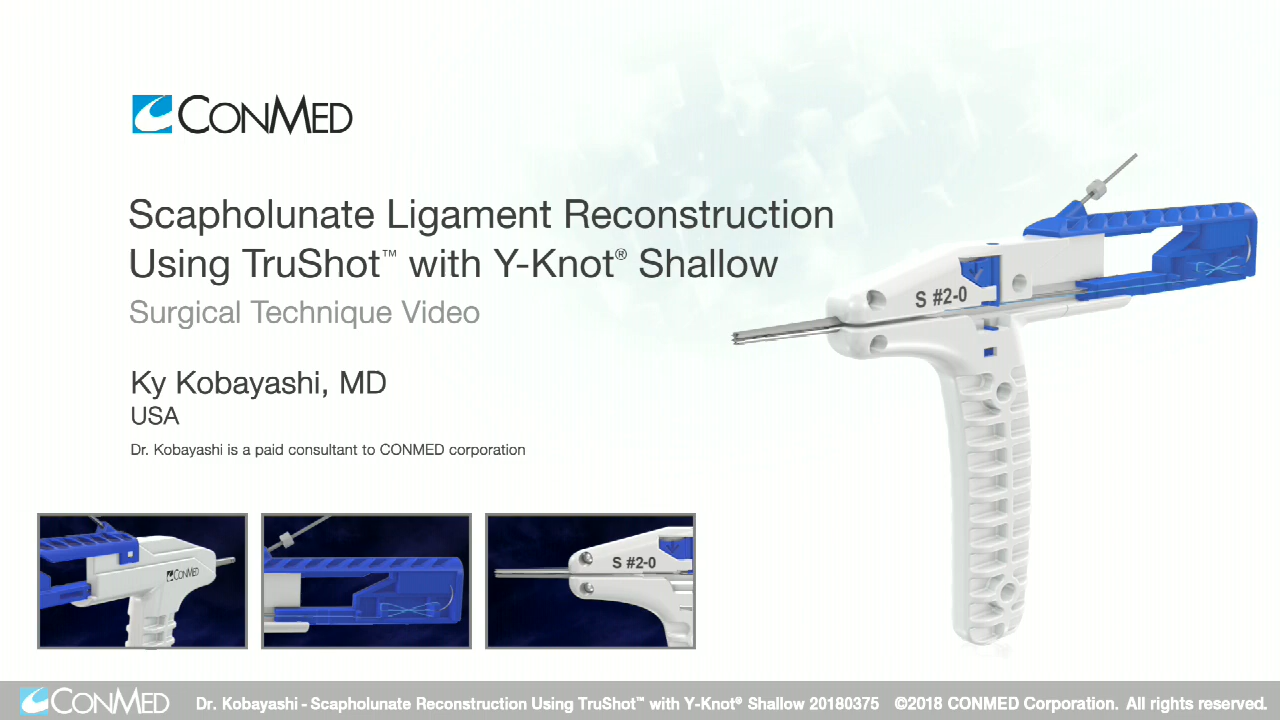 CONMED
Scapholunate Ligament Reconstruction
Using TruShot™ with Y-Knot® Shallow
Surgical Technique Video
Ky Kobayashi, MD
USA
Dr. Kobayashi is a paid consultant to CONMED corporation
S #2-0
CONMED
S #2-0
CONMED Dr. Kobayashi - Scapholunate Reconstruction Using TruShot™ with Y-Knot® Shallow 20180375 ©2018 CONMED Corporation. All rights reserved.